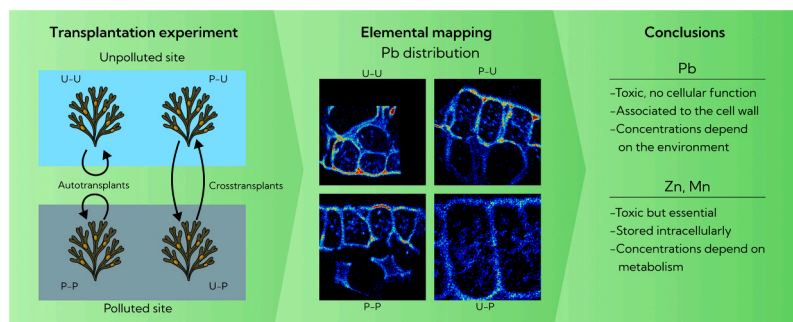 Transplantation experiment
Unpolluted site
U-U
P-U
Autotransplants
Crosstransplants
P-P
U-P
Polluted site
Elemental mapping
Pb distribution
U-U
P-U
P-P
U-P
Conclusions
Pb
-Toxic, no cellular function
-Associated to the cell wall
-Concentrations depend
on the environment
Zn, Mn
-Toxic but essential
-Stored intracellularly
-Concentrations depend on
metabolism